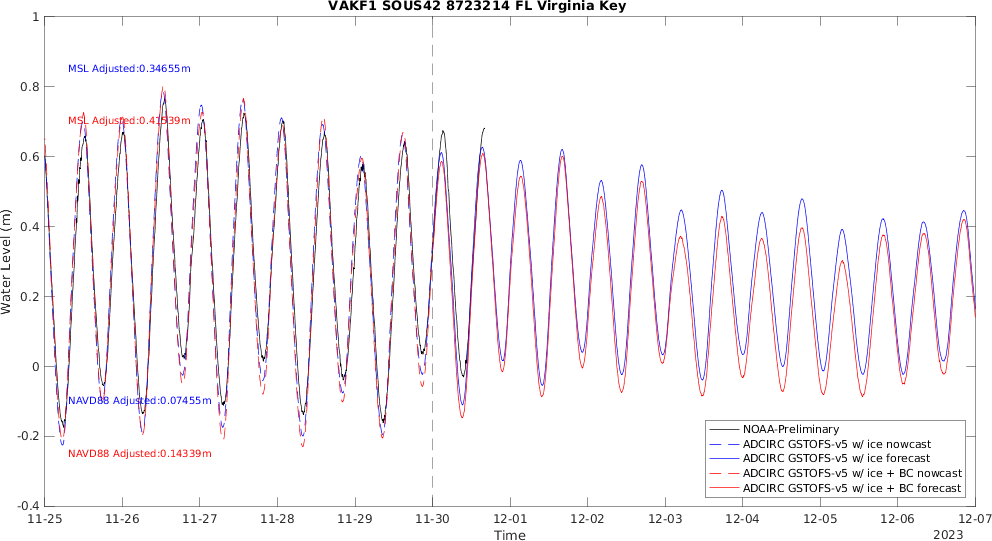 VAKF1 SOUS42 8723214 FL Virginia Key
1
0.8
0.6
0.4
0.2
0
-0.2
-0.4
Water Level (m)
MSL Adjusted:0.34655m
MSL Adjusted:0.41539m
NAVD88 Adjusted:0.07455m
NAVD88 Adjusted:0.14339m
NOAA-Preliminary
ADCIRC GSTOFS-v5 w/ ice nowcast
ADCIRC GSTOFS-v5 w/ ice forecast
ADCIRC GSTOFS-v5 w/ ice + BC nowcast
ADCIRC GSTOFS-v5 w/ ice + BC forecast
11-25 11-26 11-27 11-28 11-29 11-30 12-01 12-02 12-03 12-04 12-05 12-06 12-07
Time
2023